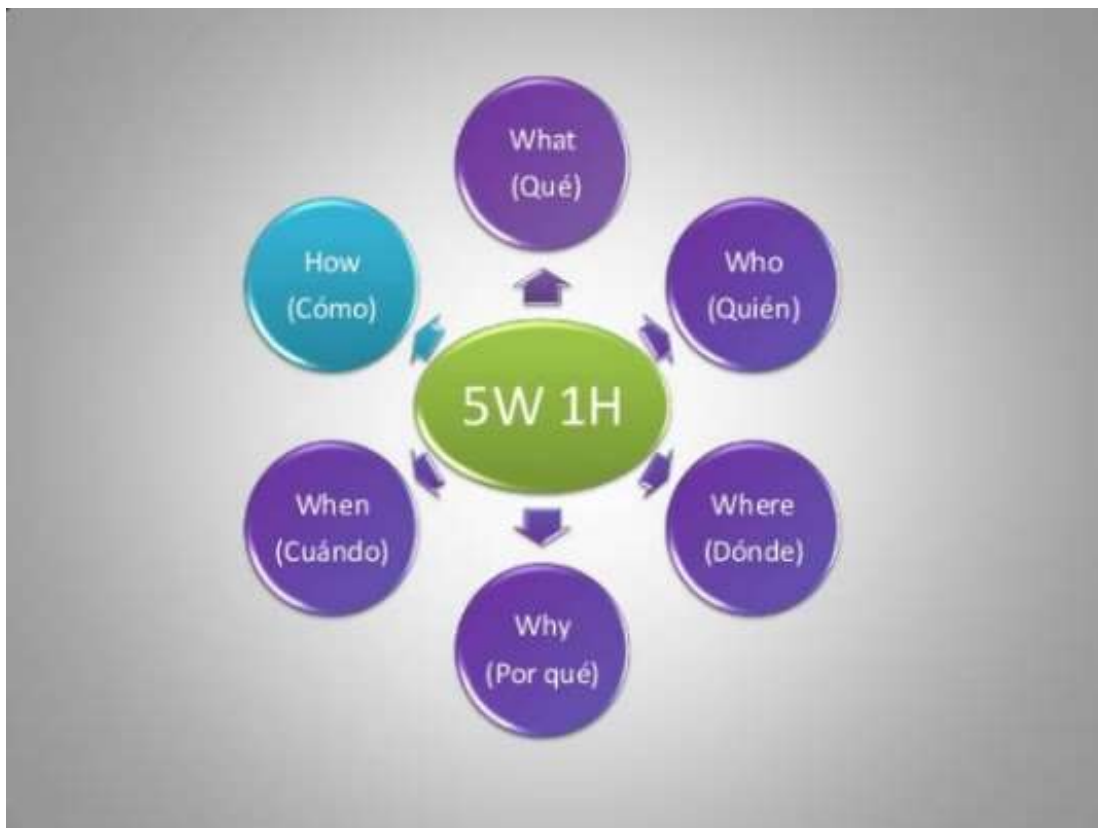 What
(Qué)
Who
(Quién)
Where
(Dónde)
Why
(Por qué)
When
(Cuándo)
How
(Cómo)
5W 1H